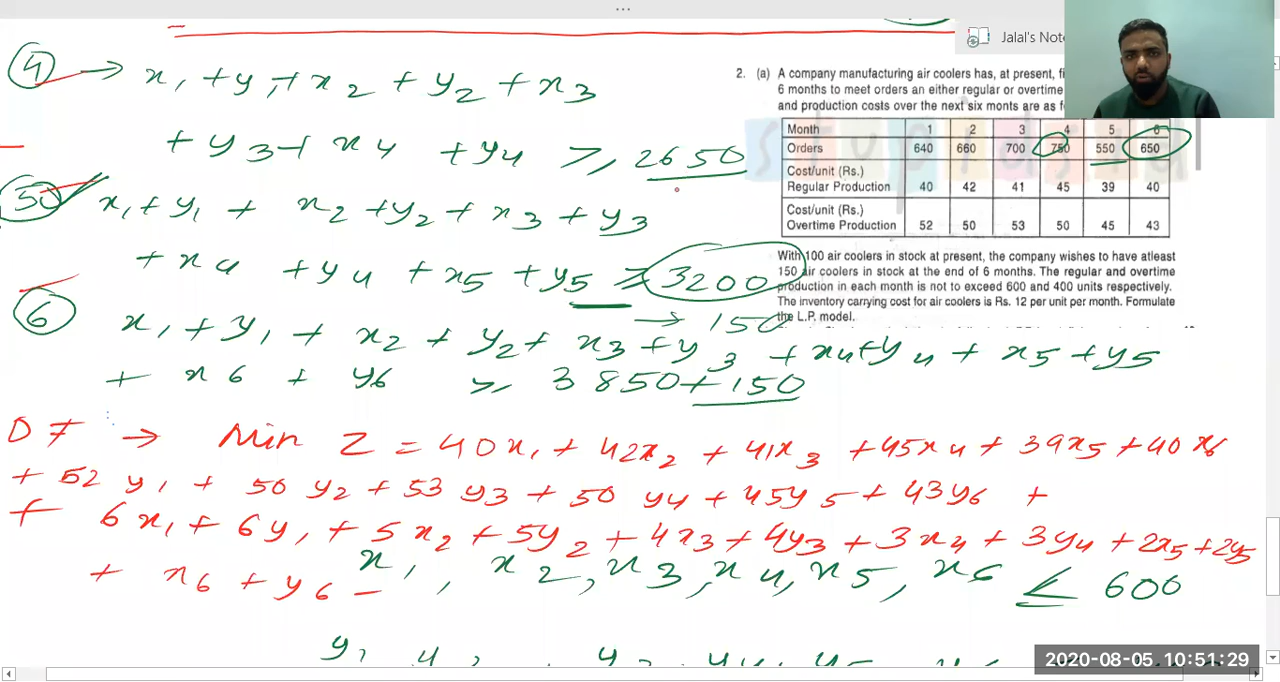 ④ → x₁ + y₁ + x₂ + y₂ + x₃
+ y₃ + x₄ + y₄ ≥ 2650
x₁ + y₁ + x₂ + y₂ + x₃ + y₃
+ x₄ + y₄ + x₅ + y₅ ≥ 3200
→ 150
⑥
x₁ + y₁ + x₂ + y₂ + x₃ + y₃ + x₄ + y₄ + x₅ + y₅
+ x6 + y6 ≥ 3850 + 150
→ Min Z = 40x₁ + 42x₂ + 41x₃ + 45x₄ + 39x₅ + 40x₆
+ 52 y₁ + 50 y₂ + 53 y₃ + 50 y₄ + 45y₅ + 43y₆ +
+ 6x₁ + 6y₁ + 5x₂ + 5y₂ + 4x₃ + 4y₃ + 3x₄ + 3y₄ + 2x₅ + 2y₅
+ x₆ + y₆ –
x₁, x₂, x₃, x₄, x₅, x₆ ≤ 600
Jalal's Note
2. (a) A company manufacturing air coolers has, at present,
6 months to meet orders an either regular or overtime
and production costs over the next six monts are as
Month 1 2 3 4 5 6
Orders 640 660 700 750 550 650
Cost/unit (Rs.)
Regular Production 40 42 41 45 39 40
Cost/unit (Rs.)
Overtime Production 52 50 53 50 45 43
With 100 air coolers in stock at present, the company wishes to have atleast
150 air coolers in stock at the end of 6 months. The regular and overtime
production in each month is not to exceed 600 and 400 units respectively.
The inventory carrying cost for air coolers is Rs. 12 per unit per month. Formulate
the L.P. model.
2020-08-05 10:51:29